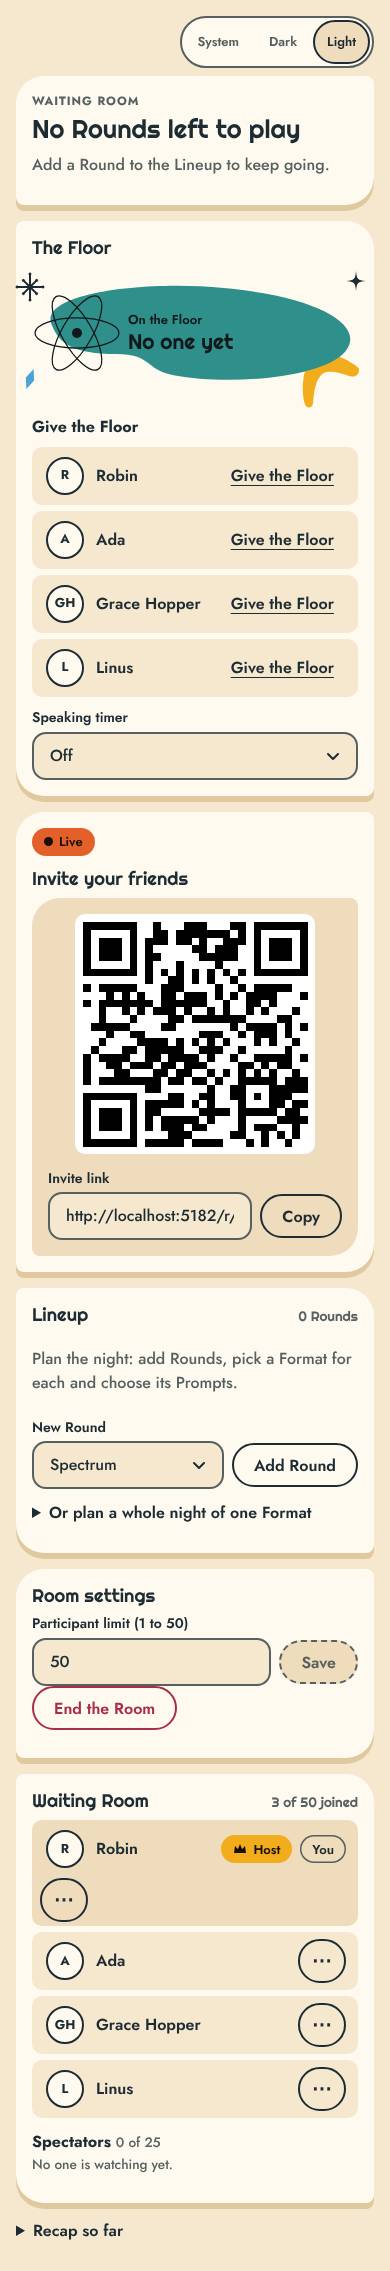 System Dark Light
WAITING ROOM
No Rounds left to play
Add a Round to the Lineup to keep going.
The Floor
On the Floor
No one yet
Give the Floor
R Robin Give the Floor
A Ada Give the Floor
GH Grace Hopper Give the Floor
L Linus Give the Floor
Speaking timer
Off
Live
Invite your friends
Invite link
http://localhost:5182/r/ Copy
Lineup 0 Rounds
Plan the night: add Rounds, pick a Format for
each and choose its Prompts.
New Round
Spectrum Add Round
Or plan a whole night of one Format
Room settings
Participant limit (1 to 50)
50 Save
End the Room
Waiting Room 3 of 50 joined
R Robin Host You
...
A Ada ...
GH Grace Hopper ...
L Linus ...
Spectators 0 of 25
No one is watching yet.
Recap so far